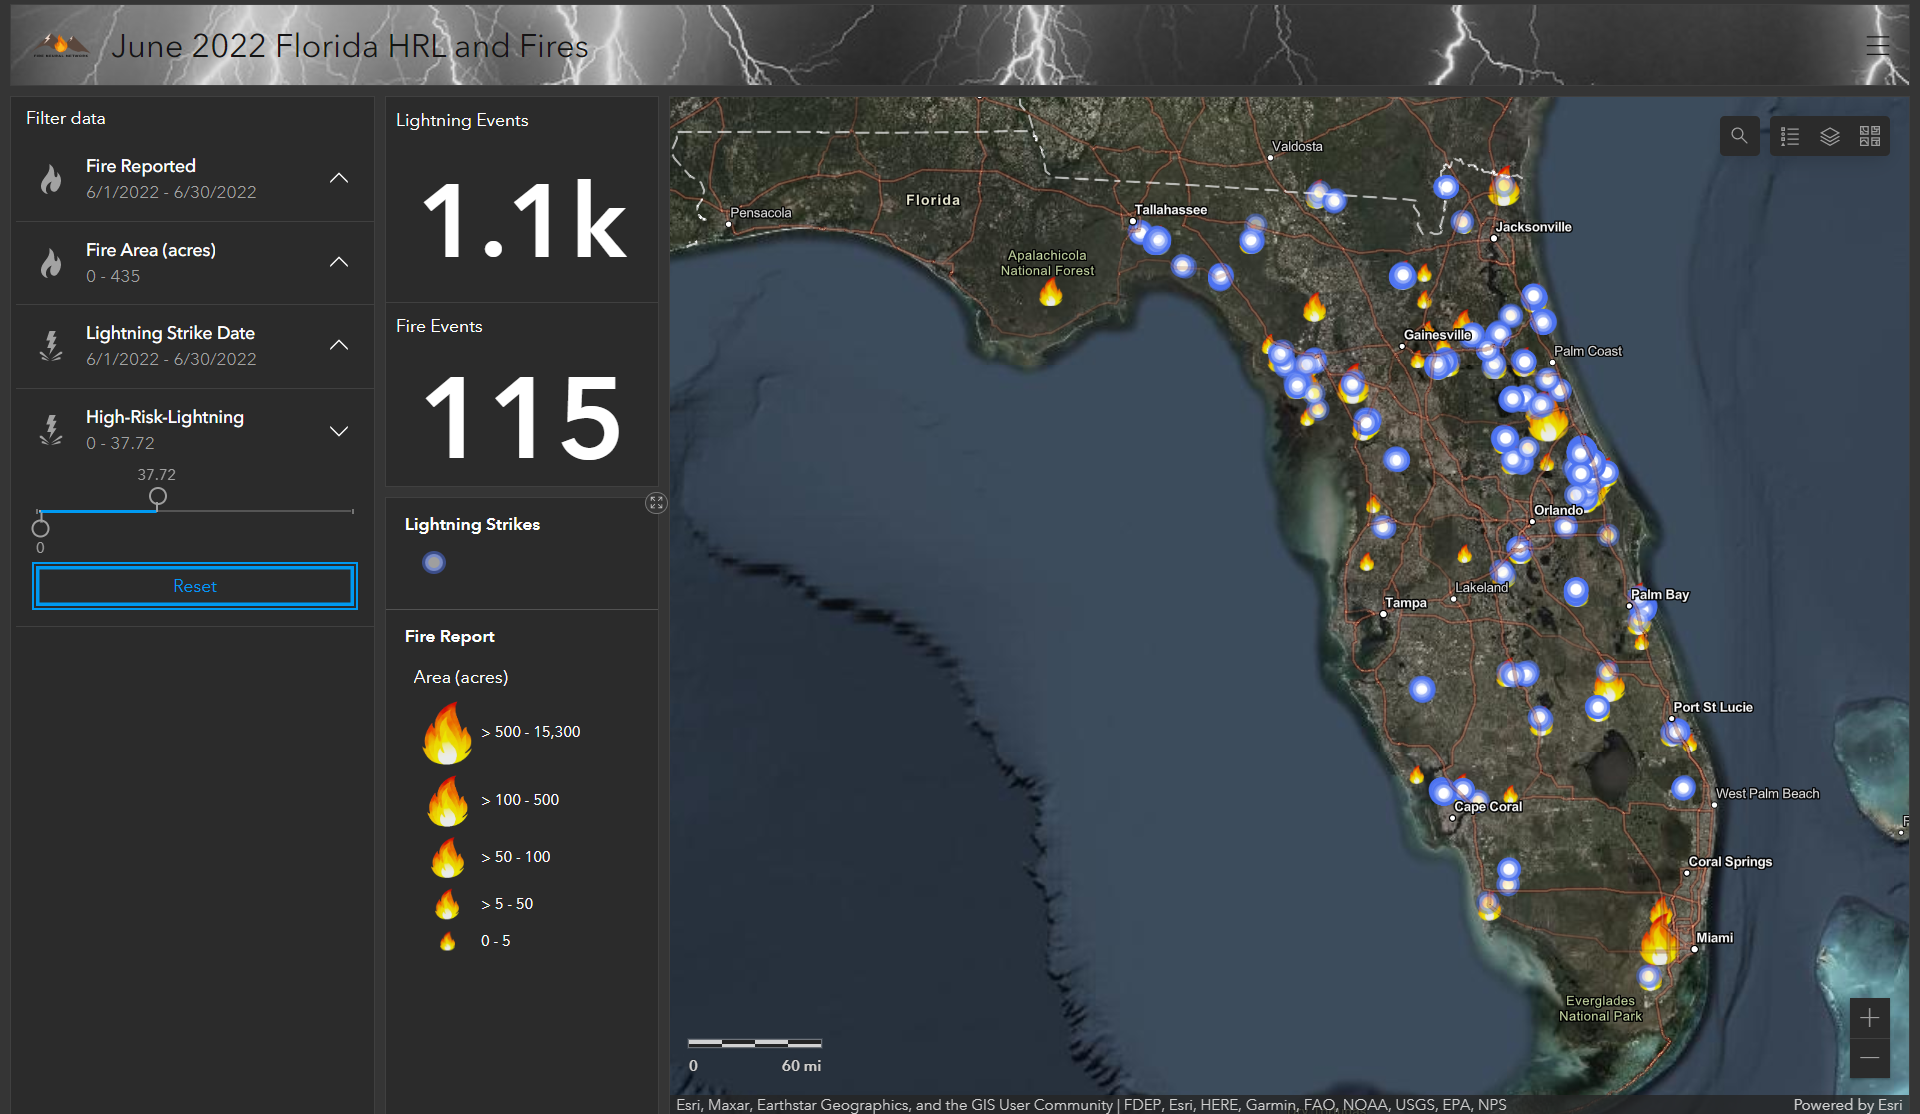 June 2022 Florida HRL and Fires
FIRE NEURAL NETWORK
Filter data
Fire Reported
6/1/2022 - 6/30/2022
Fire Area (acres)
0 - 435
Lightning Strike Date
6/1/2022 - 6/30/2022
High-Risk-Lightning
0 - 37.72
37.72
0
Reset
Lightning Events
1.1k
Fire Events
115
Lightning Strikes
Fire Report
Area (acres)
> 500 - 15,300
> 100 - 500
> 50 - 100
> 5 - 50
0 - 5
Valdosta
Florida
Pensacola
Tallahassee
Jacksonville
Apalachicola
National Forest
Gainesville
Palm Coast
Orlando
Lakeland
Palm Bay
Tampa
Port St Lucie
West Palm Beach
Cape Coral
F
Coral Springs
Miami
Everglades
National Park
0 60 mi
Esri, Maxar, Earthstar Geographics, and the GIS User Community | FDEP, Esri, HERE, Garmin, FAO, NOAA, USGS, EPA, NPS
Powered by Esri